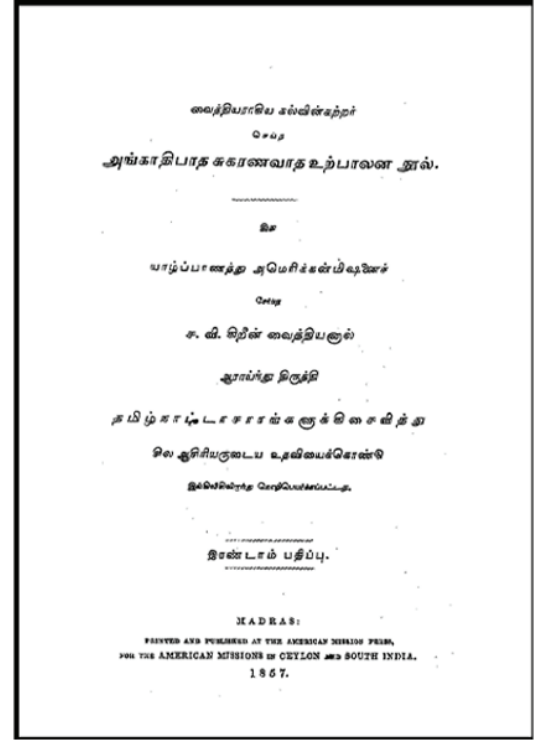 வைத்தியராகிய கல்வின்கற்றர்
செய்த
அங்காதிபாத சுகரணவாத உற்பாலன நூல்.
இஃ
யாழ்ப்பாணத்து அமெரிக்கன்மிஷனைச்
சேர்ந்த
ச. வி. கிறீன் வைத்தியனால்
ஆராய்ந்து திருத்தி
தமிழ்நாட்டாசாரங்களுக்கிசைவித்து
சில ஆசிரியருடைய உதவியைக்கொண்டு
இங்கிலிசிலிருந்து மொழிபெயர்க்கப்பட்டது.
இரண்டாம் பதிப்பு.
MADRAS:
PRINTED AND PUBLISHED AT THE AMERICAN MISSION PRESS,
FOR THE AMERICAN MISSIONS IN CEYLON AND SOUTH INDIA.
1857.